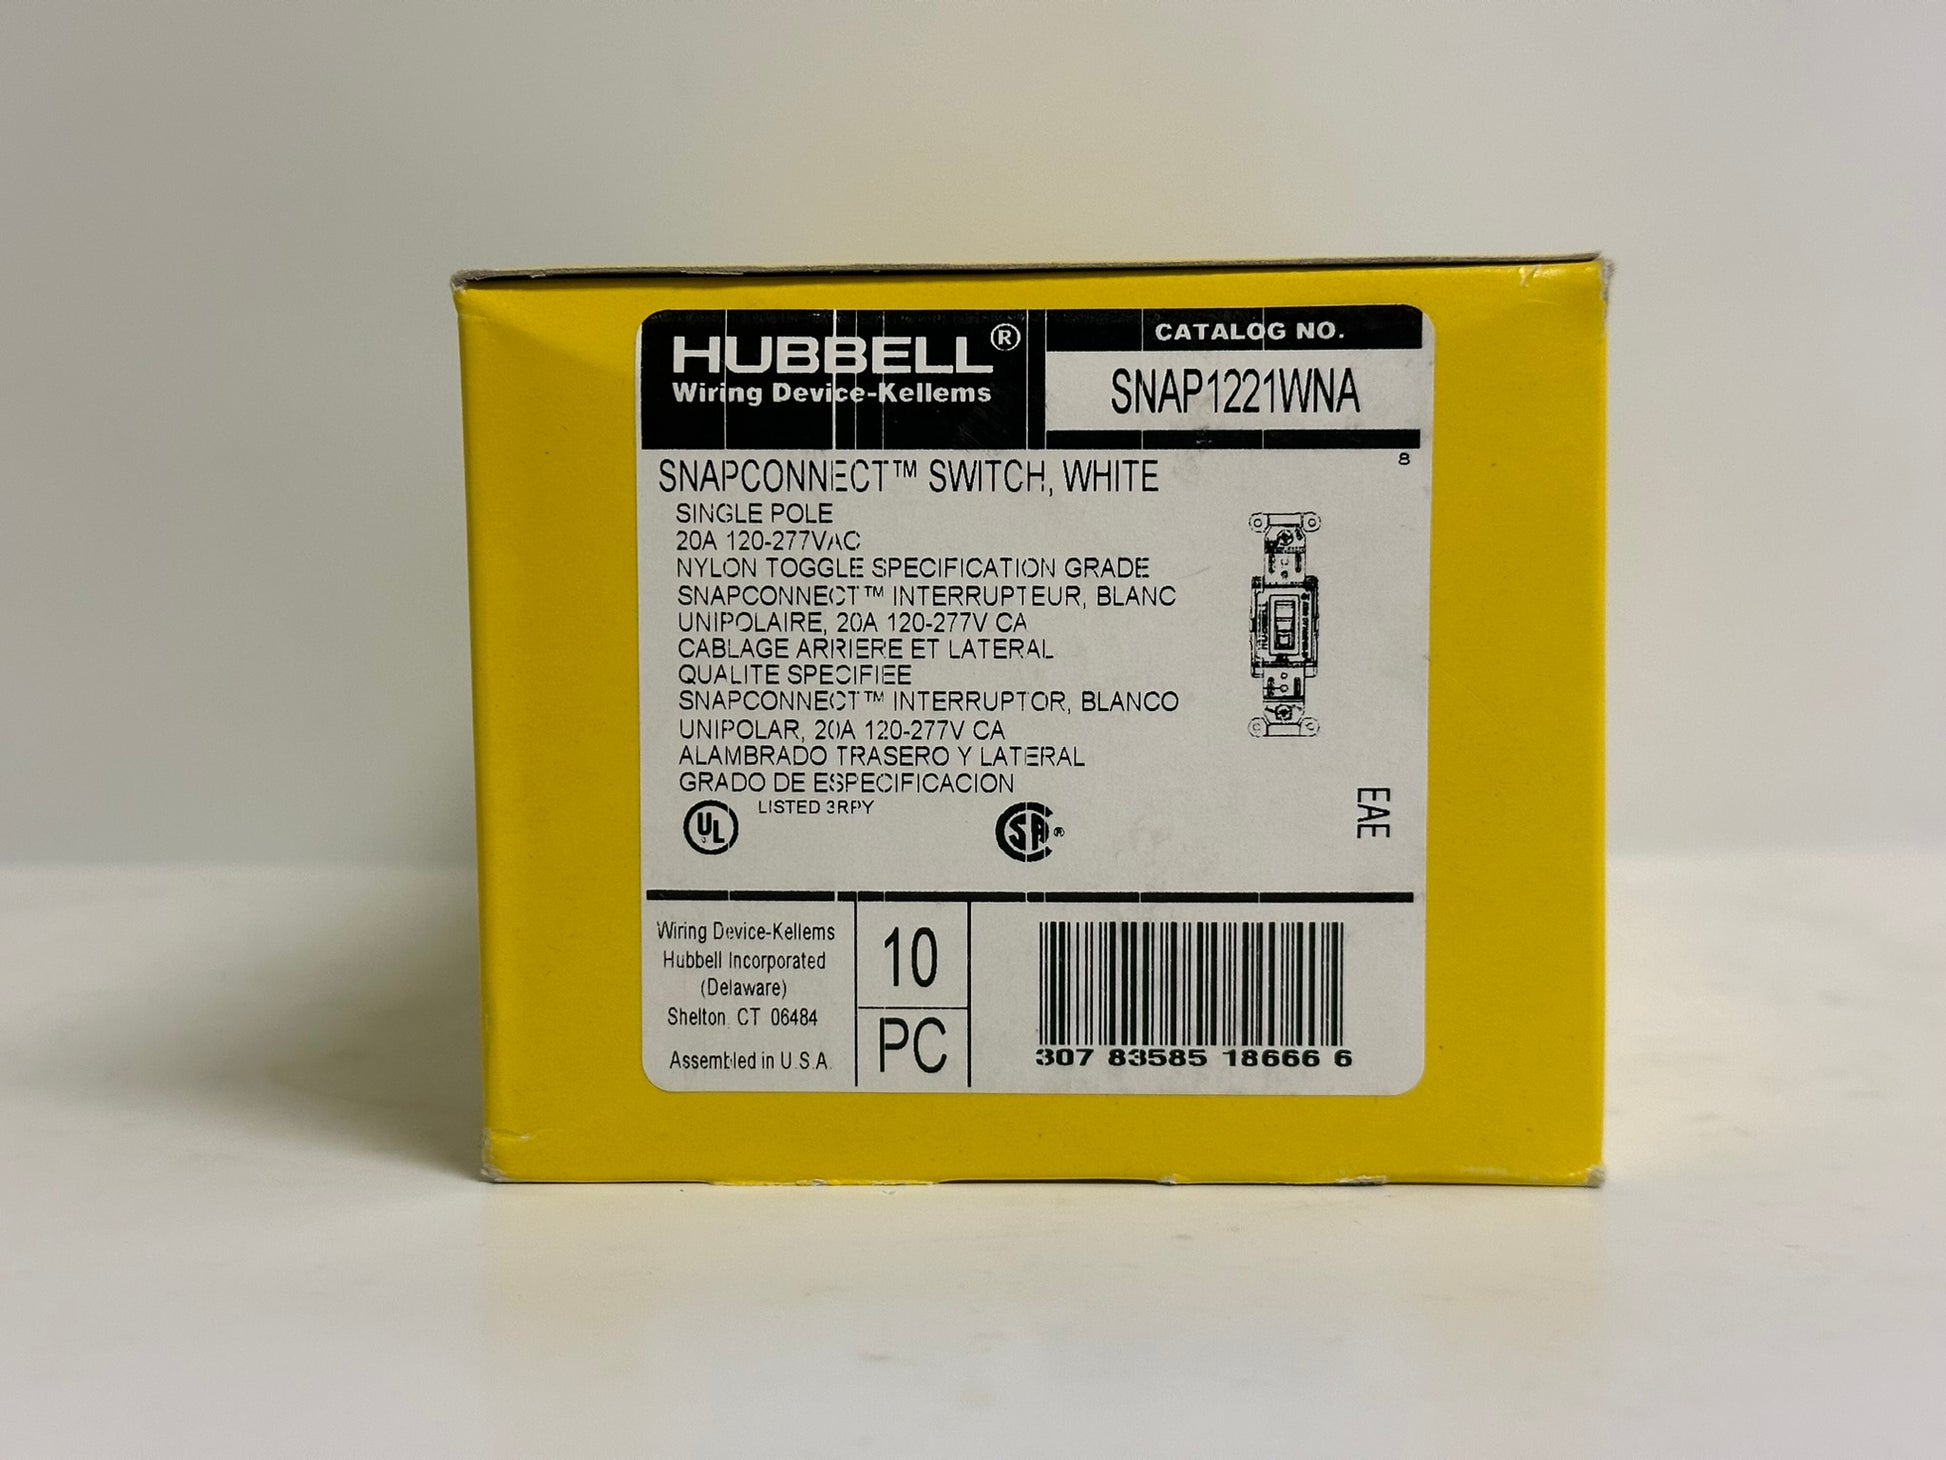 HUBBELL®
Wiring Device-Kellems
CATALOG NO.
SNAP1221WNA
8
SNAPCONNECT™ SWITCH, WHITE
SINGLE POLE
20A 120-277VAC
NYLON TOGGLE SPECIFICATION GRADE
SNAPCONNECT™ INTERRUPTEUR, BLANC
UNIPOLAIRE, 20A 120-277V CA
CABLAGE ARRIERE ET LATERAL
QUALITE SPECIFIEE
SNAPCONNECT™ INTERRUPTOR, BLANCO
UNIPOLAR, 20A 120-277V CA
ALAMBRADO TRASERO Y LATERAL
GRADO DE ESPECIFICACION
UL LISTED 3RPY
SA®
EAE
Wiring Device-Kellems
Hubbell Incorporated
(Delaware)
Shelton, CT 06484
Assembled in U.S.A.
10
PC
307 83585 18666 6